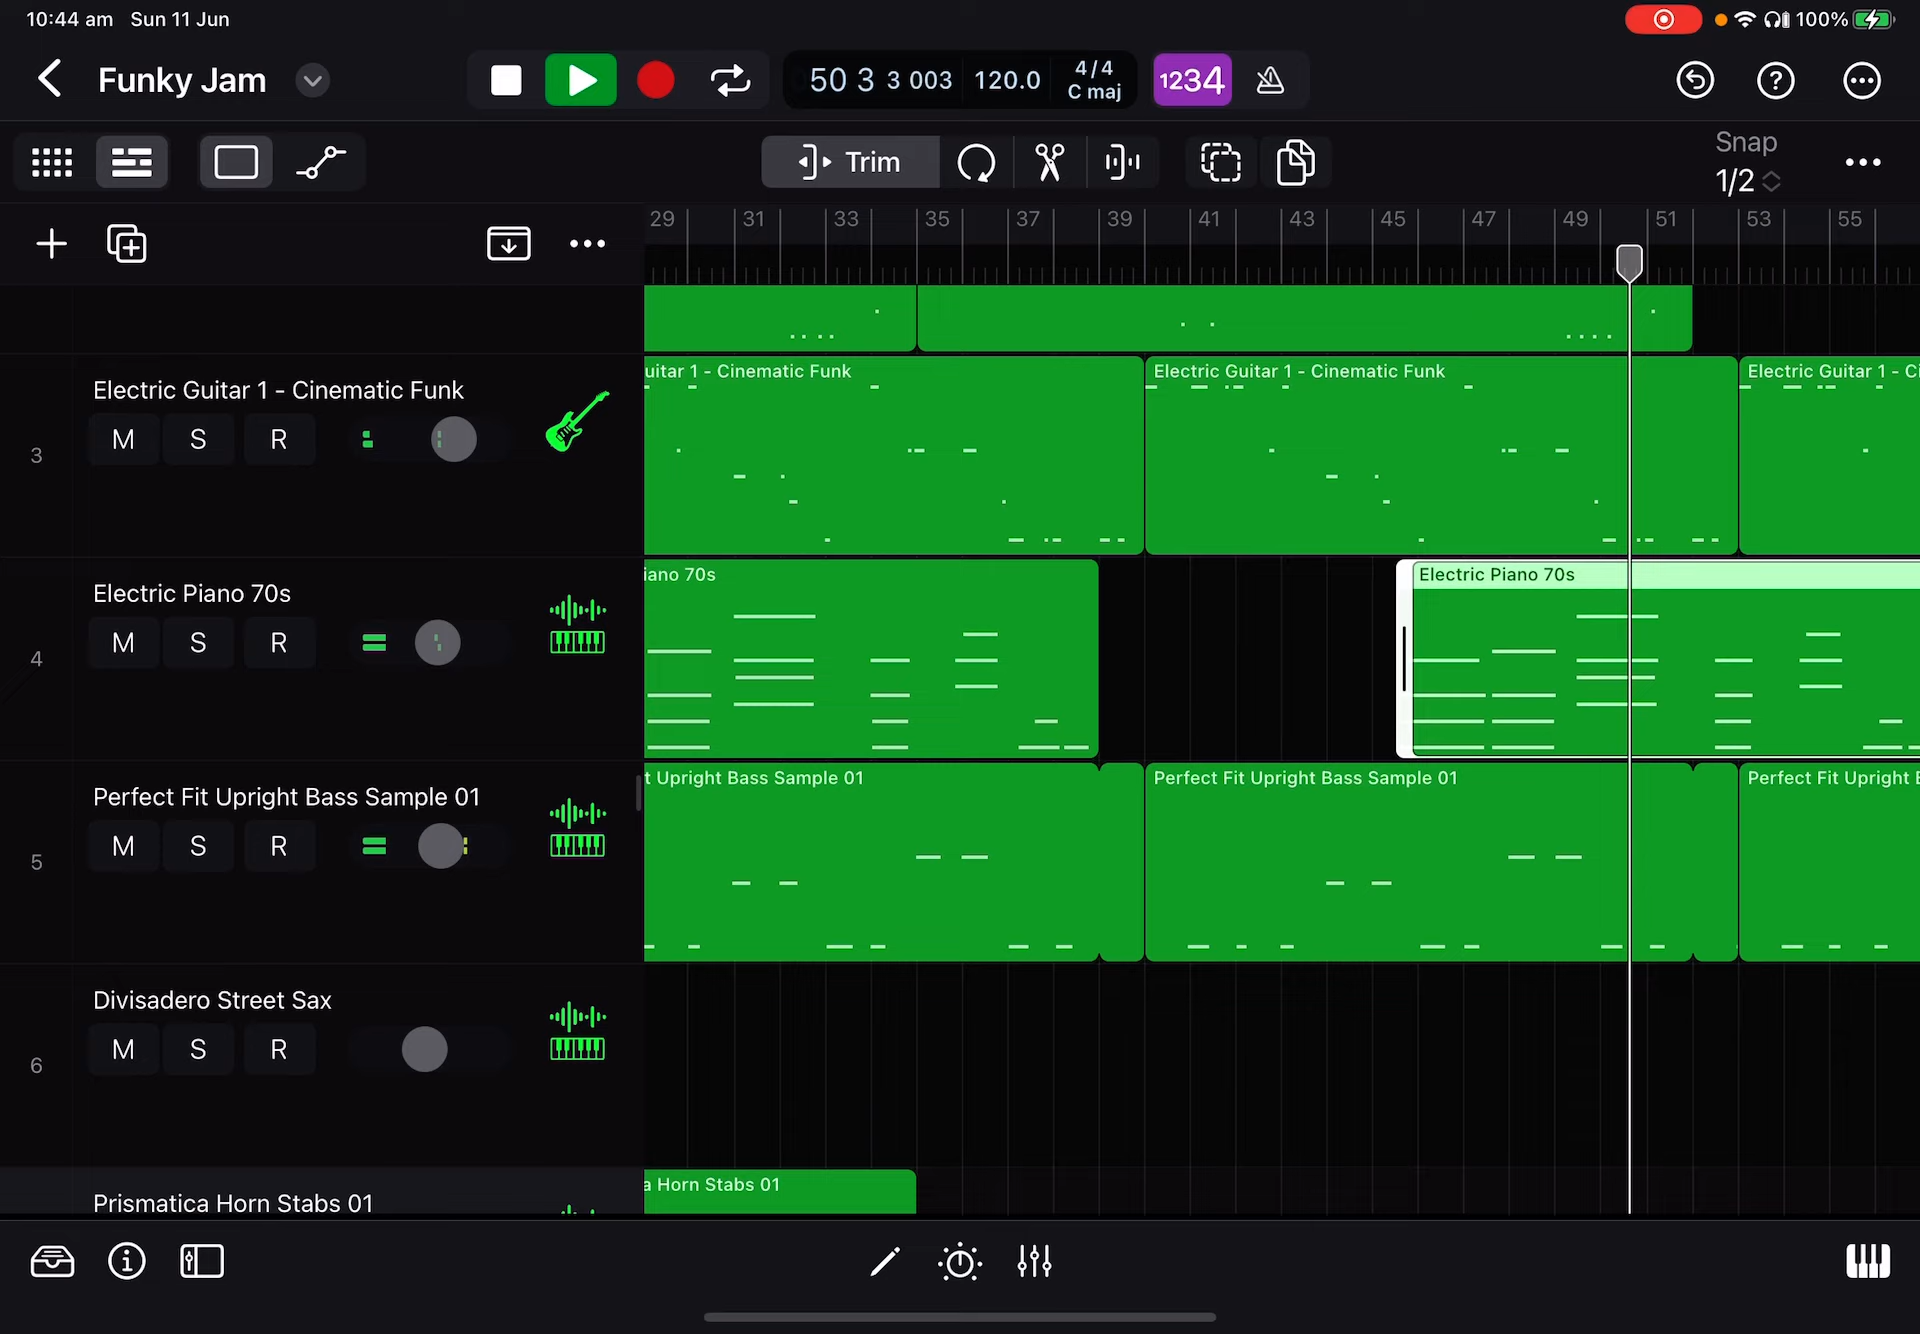 10:44 am Sun 11 Jun
100%
Funky Jam
50 3 3 003 120.0 4/4 C maj
1234
Trim
Snap
1/2
29 31 33 35 37 39 41 43 45 47 49 51 53 55
Electric Guitar 1 - Cinematic Funk
M S R
3
uitar 1 - Cinematic Funk
Electric Guitar 1 - Cinematic Funk
Electric Guitar 1 - Ci
Electric Piano 70s
M S R
4
iano 70s
Electric Piano 70s
Perfect Fit Upright Bass Sample 01
M S R
5
t Upright Bass Sample 01
Perfect Fit Upright Bass Sample 01
Perfect Fit Upright B
Divisadero Street Sax
M S R
6
Prismatica Horn Stabs 01
a Horn Stabs 01